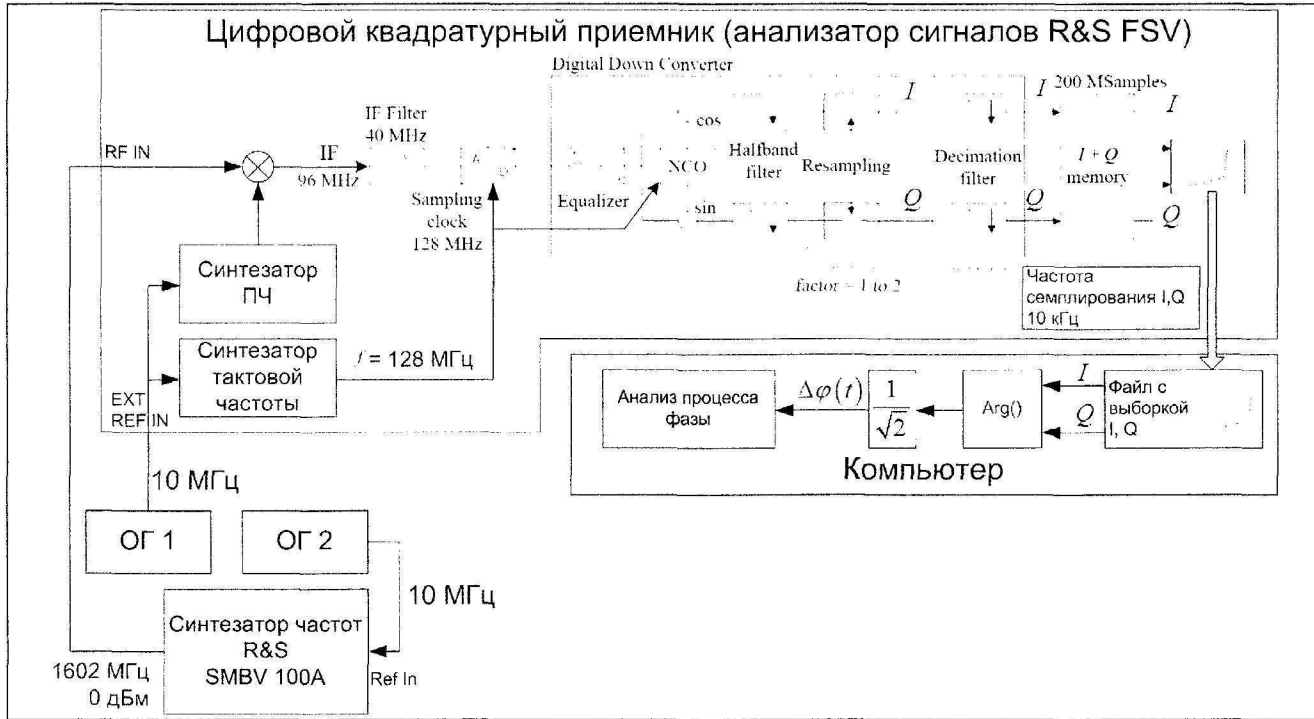 Цифровой квадратурный приемник (анализатор сигналов R&S FSV)
Digital Down Converter
200 MSamples
I
I
I
IF Filter
40 MHz
cos
RF IN
IF
96 MHz
NCO
Halfband
filter
Resampling
Decimation
filter
I + Q
memory
Sampling
clock
128 MHz
Equalizer
sin
Q
Q
Q
factor = 1 to 2
Синтезатор
ПЧ
Частота
семплирования I,Q
10 кГц
Синтезатор
тактовой
частоты
f = 128 МГц
EXT
REF IN
Анализ процесса
фазы
Δφ(t)
1
√2
Arg()
I
Q
Файл с
выборкой
I, Q
Компьютер
10 МГц
ОГ 1
ОГ 2
10 МГц
Синтезатор частот
R&S
SMBV 100A
Ref In
1602 МГц
0 дБм